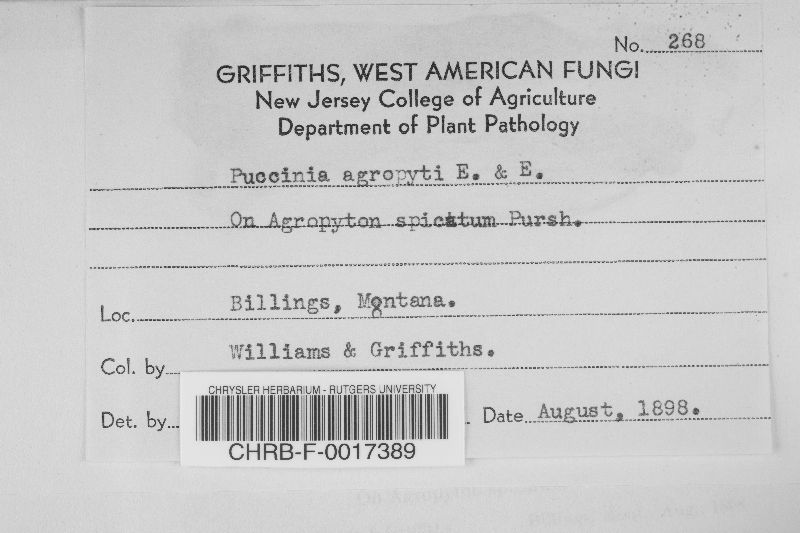 No. 268
GRIFFITHS, WEST AMERICAN FUNGI
New Jersey College of Agriculture
Department of Plant Pathology
Puccinia agropyti E. & E.
On Agropyton spicatum Pursh.
Loc. Billings, Montana.
Col. by Williams & Griffiths.
Det. by
Date August, 1898.
CHRYSLER HERBARIUM - RUTGERS UNIVERSITY
CHRB-F-0017389